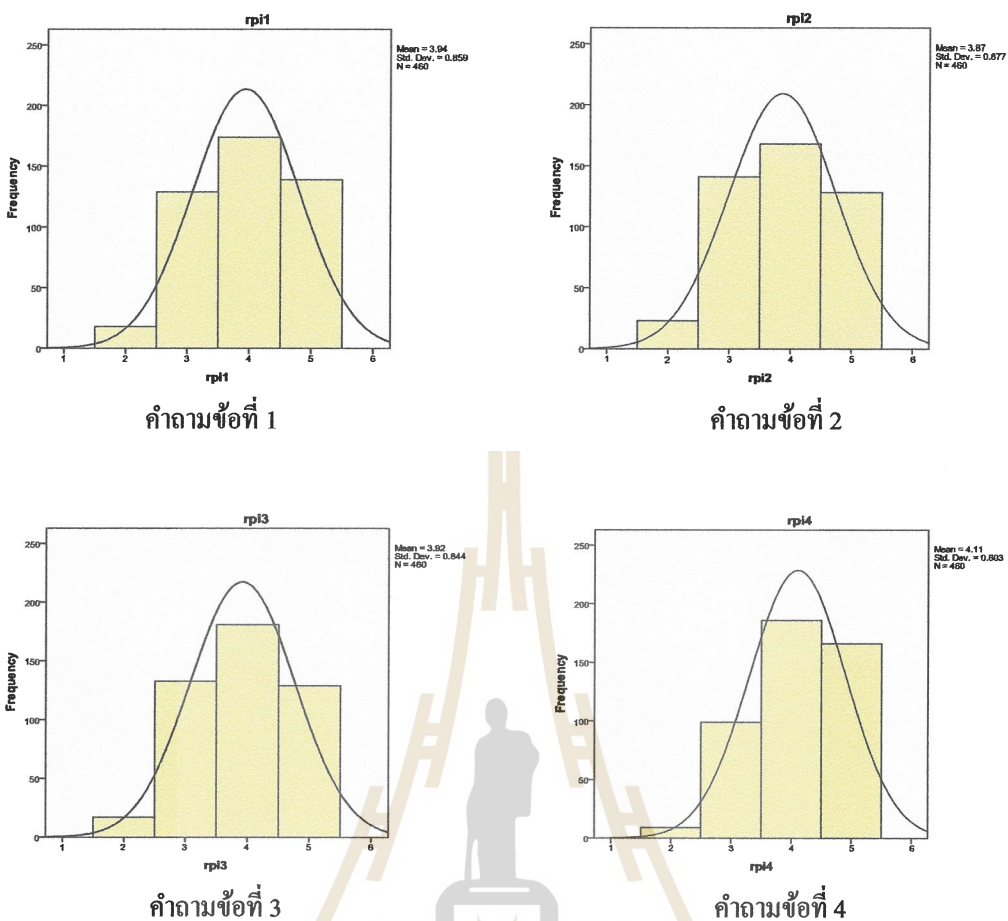 rpi1
Mean = 3.94
Std. Dev. = 0.859
N = 460
Frequency
250
200
150
100
50
0
1 2 3 4 5 6
rpi1
คำถามข้อที่ 1
rpi2
Mean = 3.87
Std. Dev. = 0.877
N = 460
Frequency
250
200
150
100
50
0
1 2 3 4 5 6
rpi2
คำถามข้อที่ 2
rpi3
Mean = 3.92
Std. Dev. = 0.844
N = 460
Frequency
250
200
150
100
50
0
1 2 3 4 5 6
rpi3
คำถามข้อที่ 3
rpi4
Mean = 4.11
Std. Dev. = 0.803
N = 460
Frequency
250
200
150
100
50
0
1 2 3 4 5 6
rpi4
คำถามข้อที่ 4